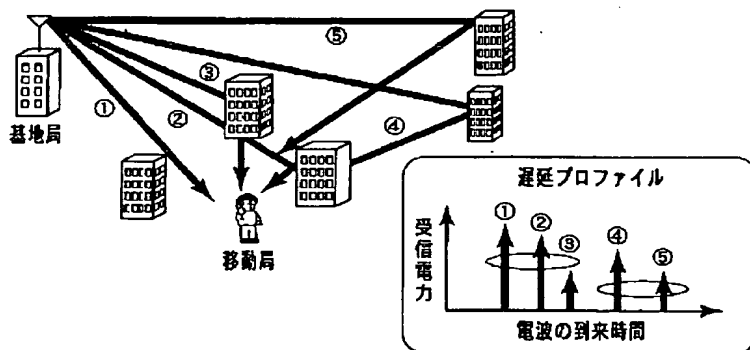 ⑤
③
①
②
④
基地局
移動局
遅延プロファイル
受信電力
①
②
③
④
⑤
電波の到来時間